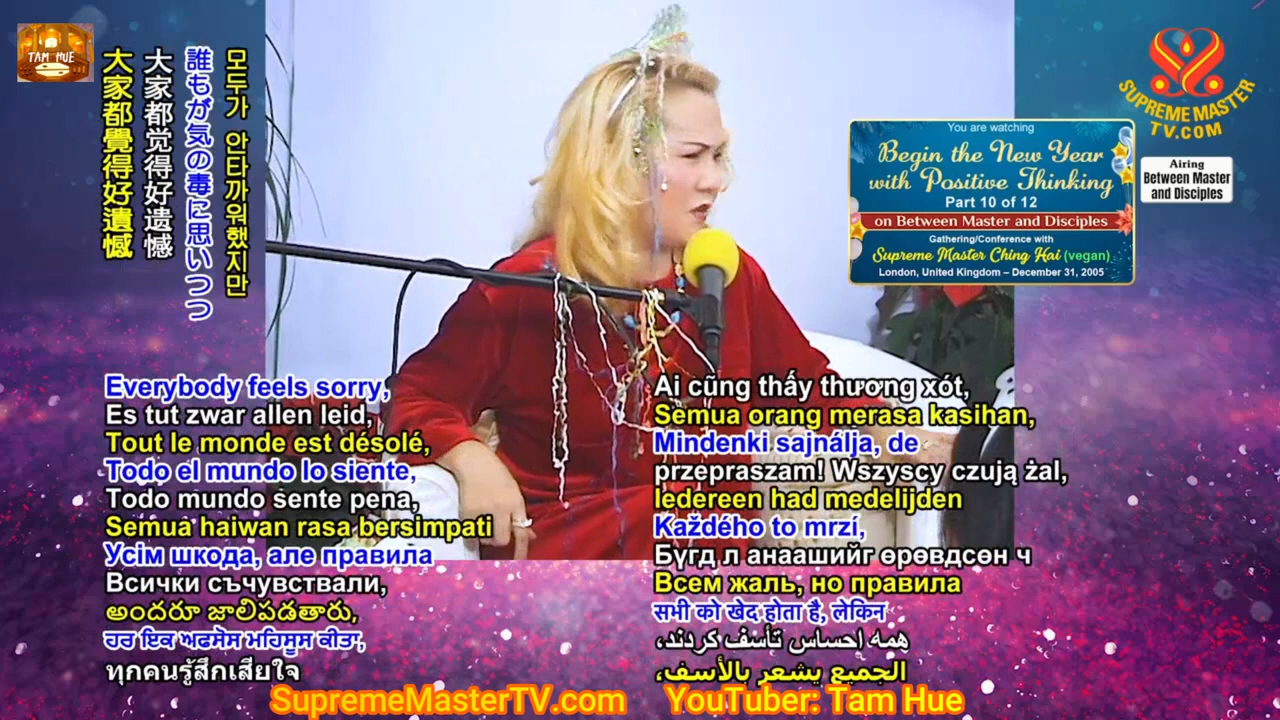 TAM HUE
모두가 안타까워했지만
誰もが気の毒に思いつつ
大家都觉得好遗憾
大家都覺得好遺憾
SUPREME MASTER
TV.COM
You are watching
Begin the New Year
with Positive Thinking
Part 10 of 12
on Between Master and Disciples
Gathering/Conference with
Supreme Master Ching Hai (vegan)
London, United Kingdom – December 31, 2005
Airing
Between Master
and Disciples
Everybody feels sorry,
Es tut zwar allen leid,
Tout le monde est désolé,
Todo el mundo lo siente,
Todo mundo sente pena,
Semua haiwan rasa bersimpati
Усім шкода, але правила
Всички съчувствали,
అందరూ జాలిపడతారు,
ਹਰ ਇਕ ਅਫਸੋਸ ਮਹਿਸੂਸ ਕੀਤਾ,
ทุกคนรู้สึกเสียใจ
Ai cũng thấy thương xót,
Semua orang merasa kasihan,
Mindenki sajnálja, de
przepraszam! Wszyscy czują żal,
Iedereen had medelijden
Každého to mrzí,
Бүгд л анаашийг өрөвдсөн ч
Всем жаль, но правила
सभी को खेद होता है, लेकिन
همه احساس تأسف کردند،
الجميع يشعر بالأسف،
SupremeMasterTV.com
YouTuber: Tam Hue